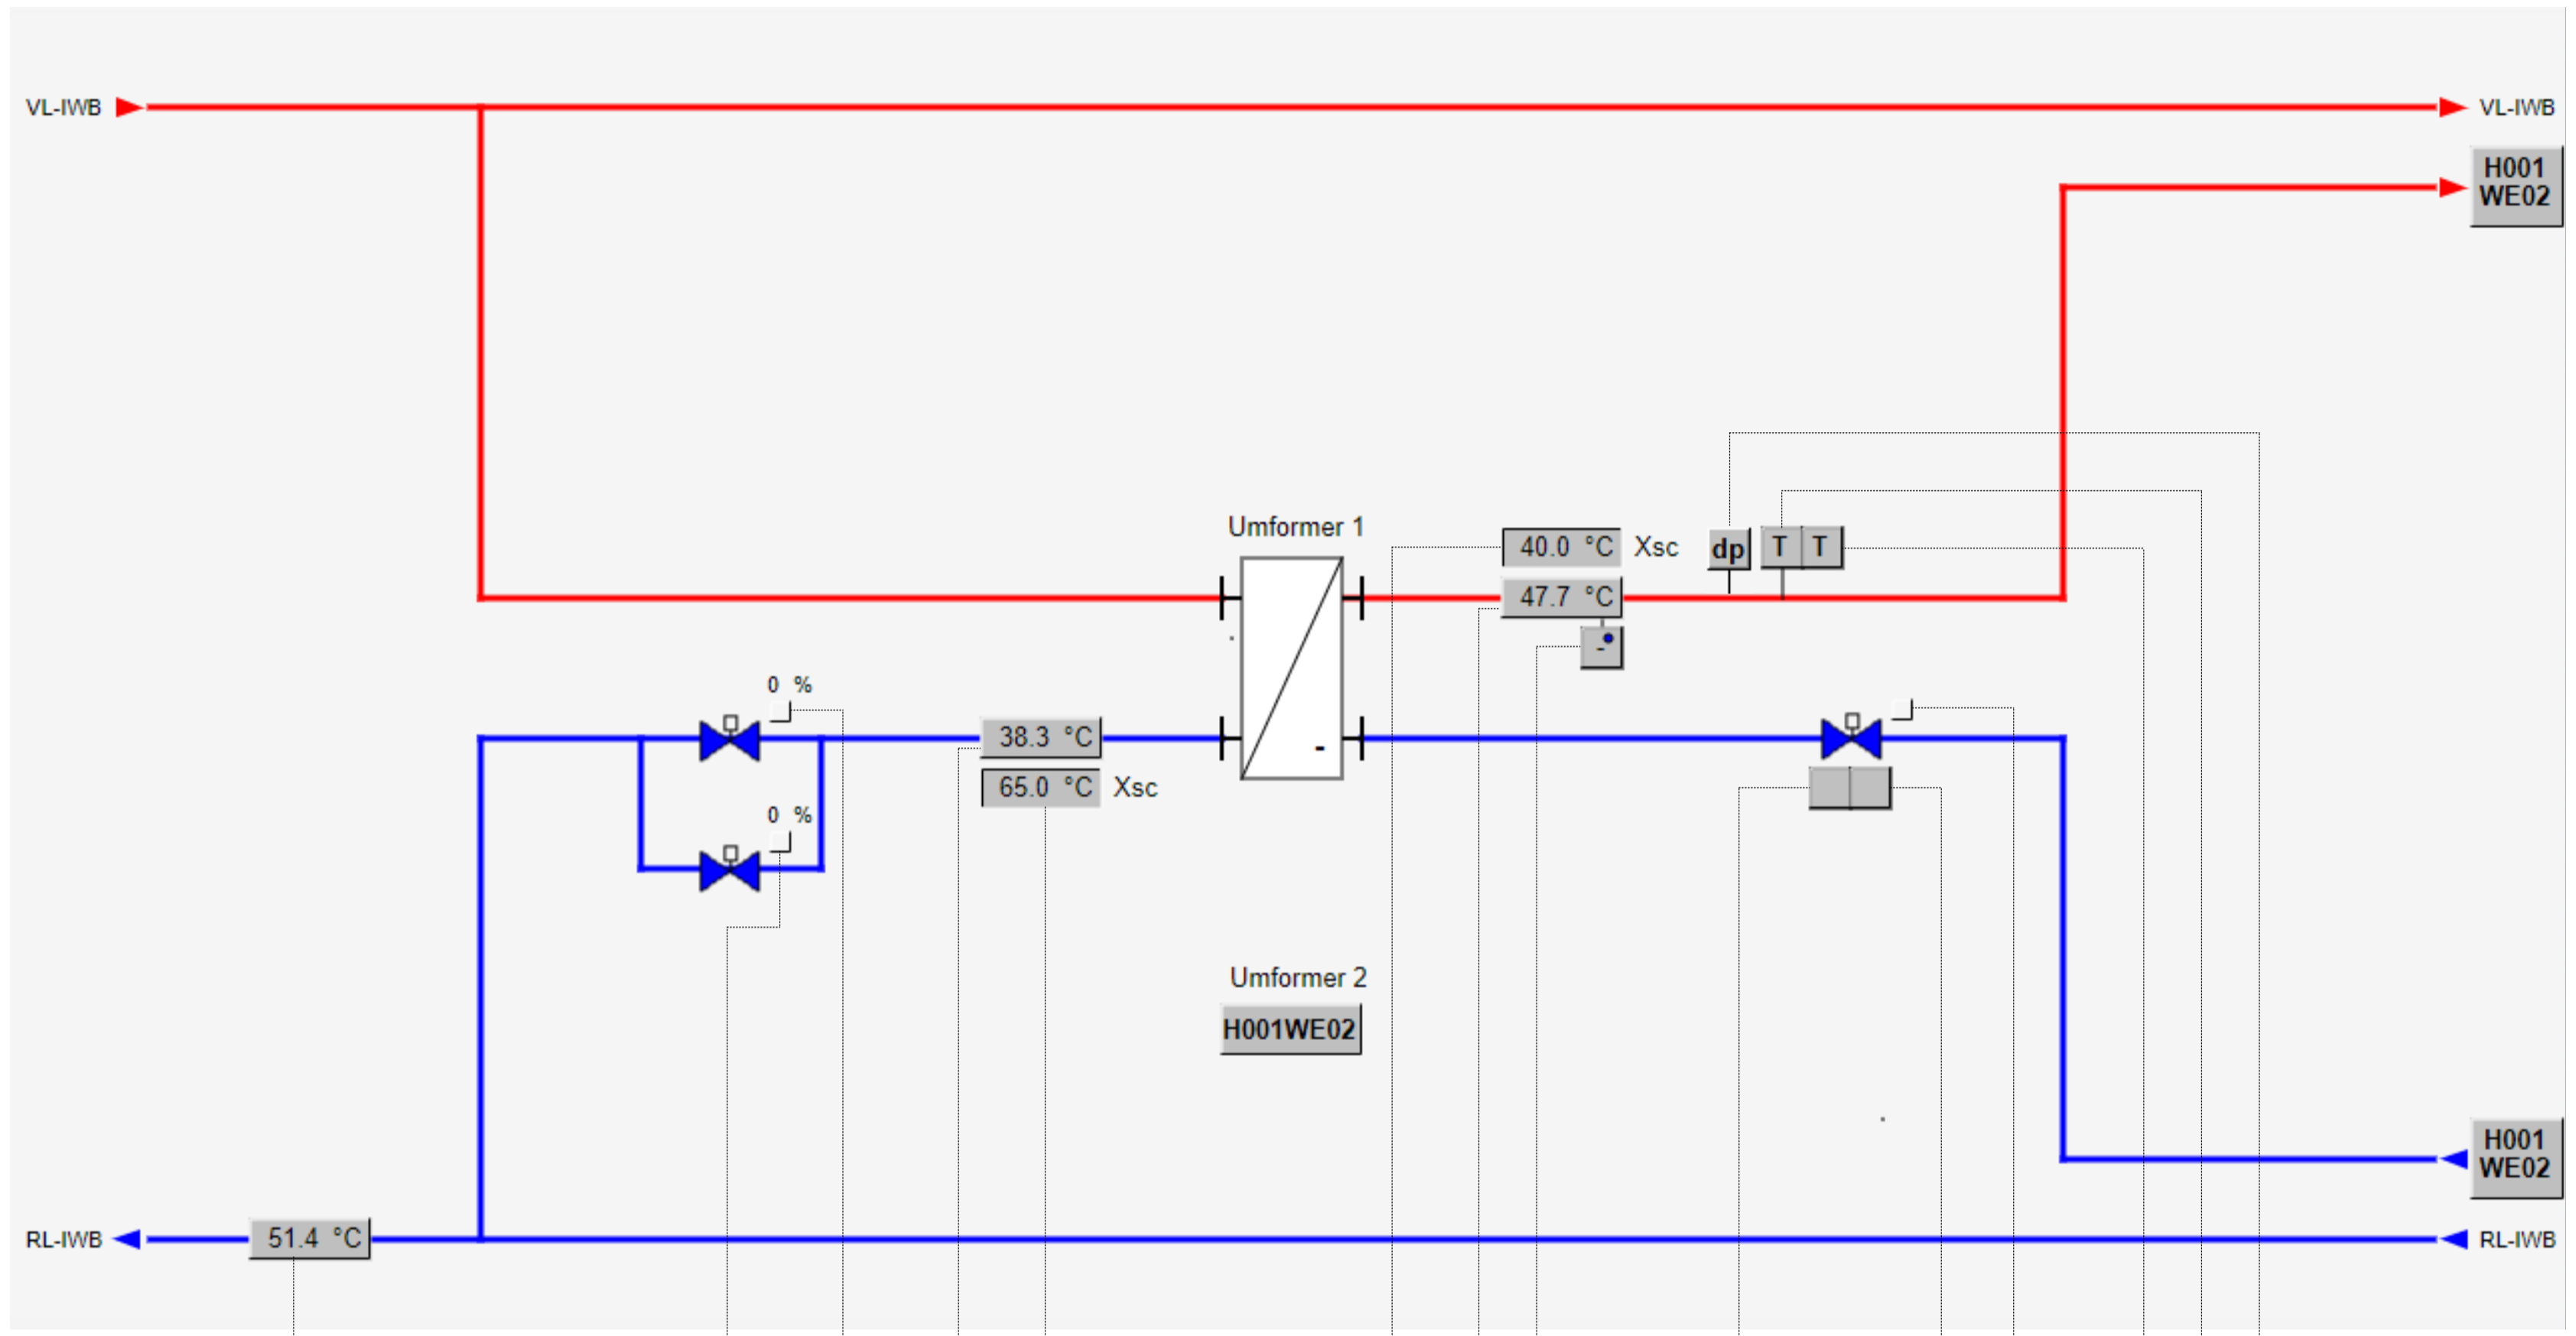 VL-IWB
VL-IWB
H001
WE02
Umformer 1
40.0 °C Xsc
dp
T T
47.7 °C
-
0 %
38.3 °C
65.0 °C Xsc
-
0 %
Umformer 2
H001WE02
H001
WE02
RL-IWB
51.4 °C
RL-IWB